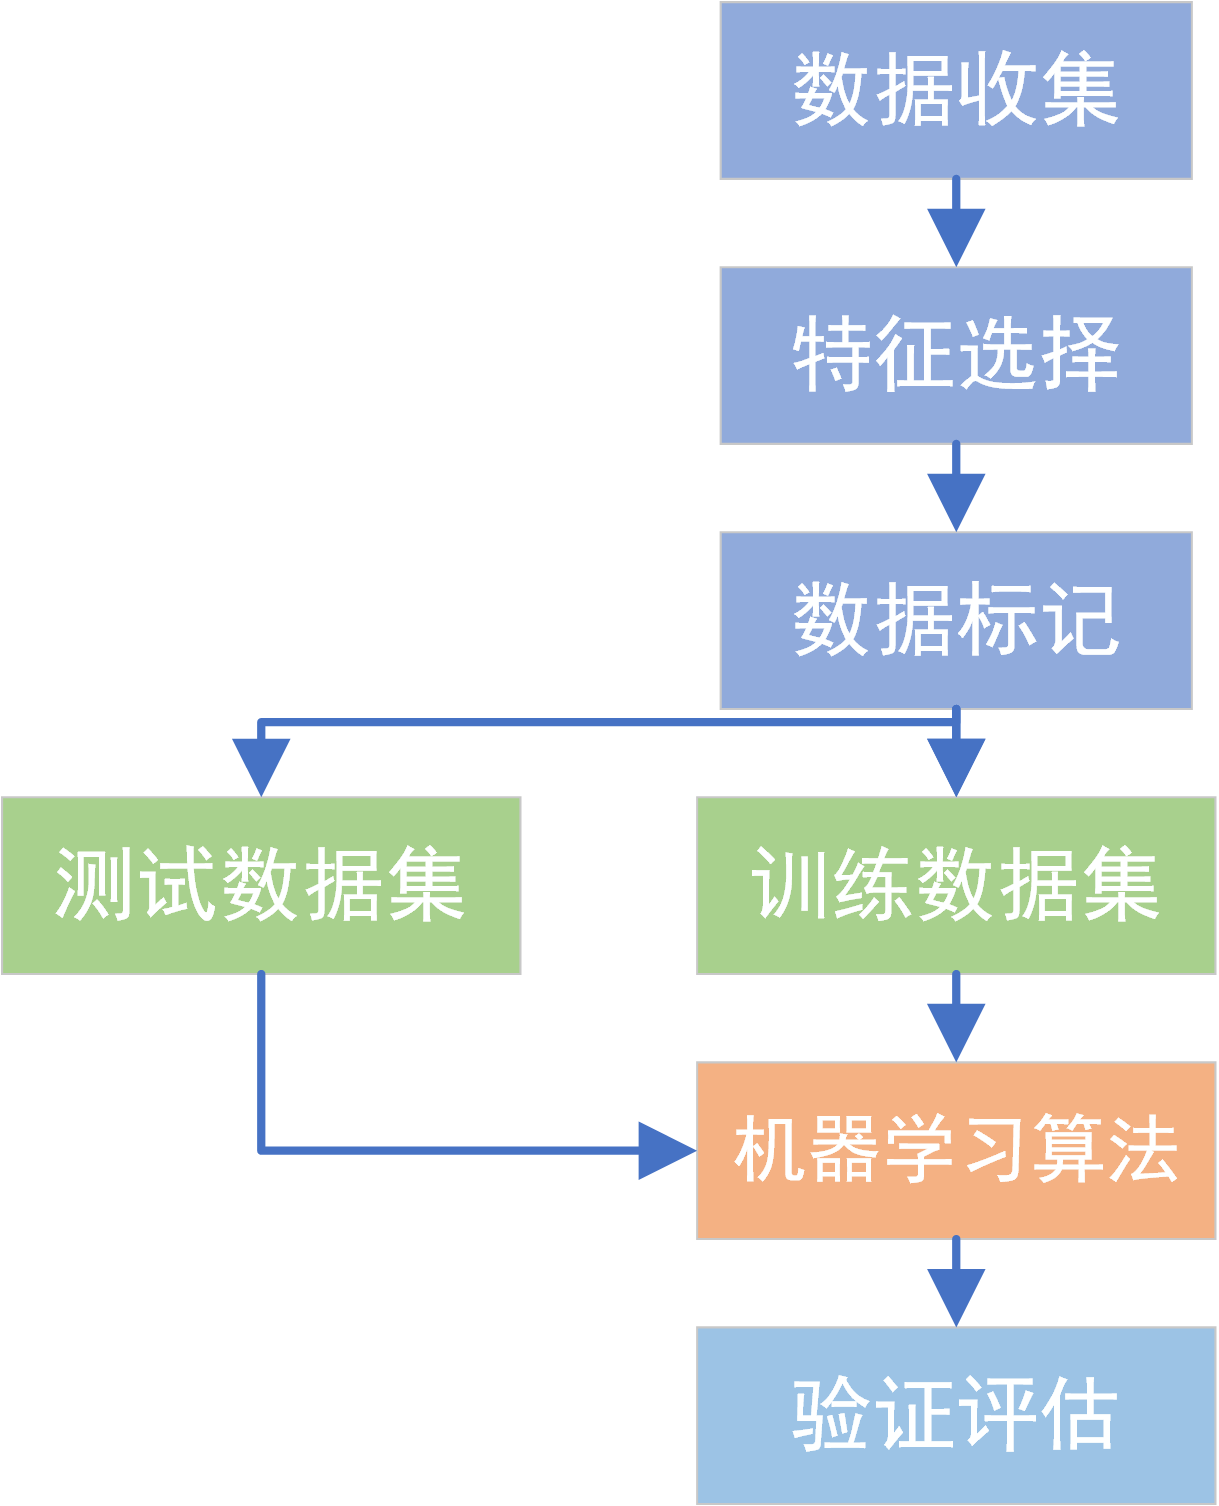 数据收集
特征选择
数据标记
测试数据集
训练数据集
机器学习算法
验证评估